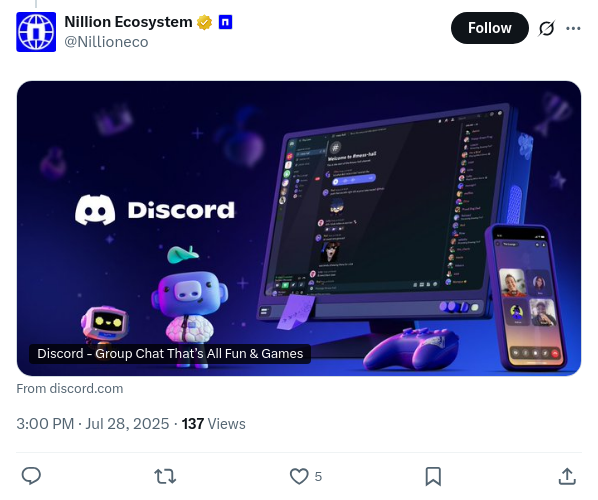 Nillion Ecosystem
@Nillioneco
Follow
Discord
Welcome to #mess-hall
Discord - Group Chat That's All Fun & Games
From discord.com
3:00 PM · Jul 28, 2025 · 137 Views
5